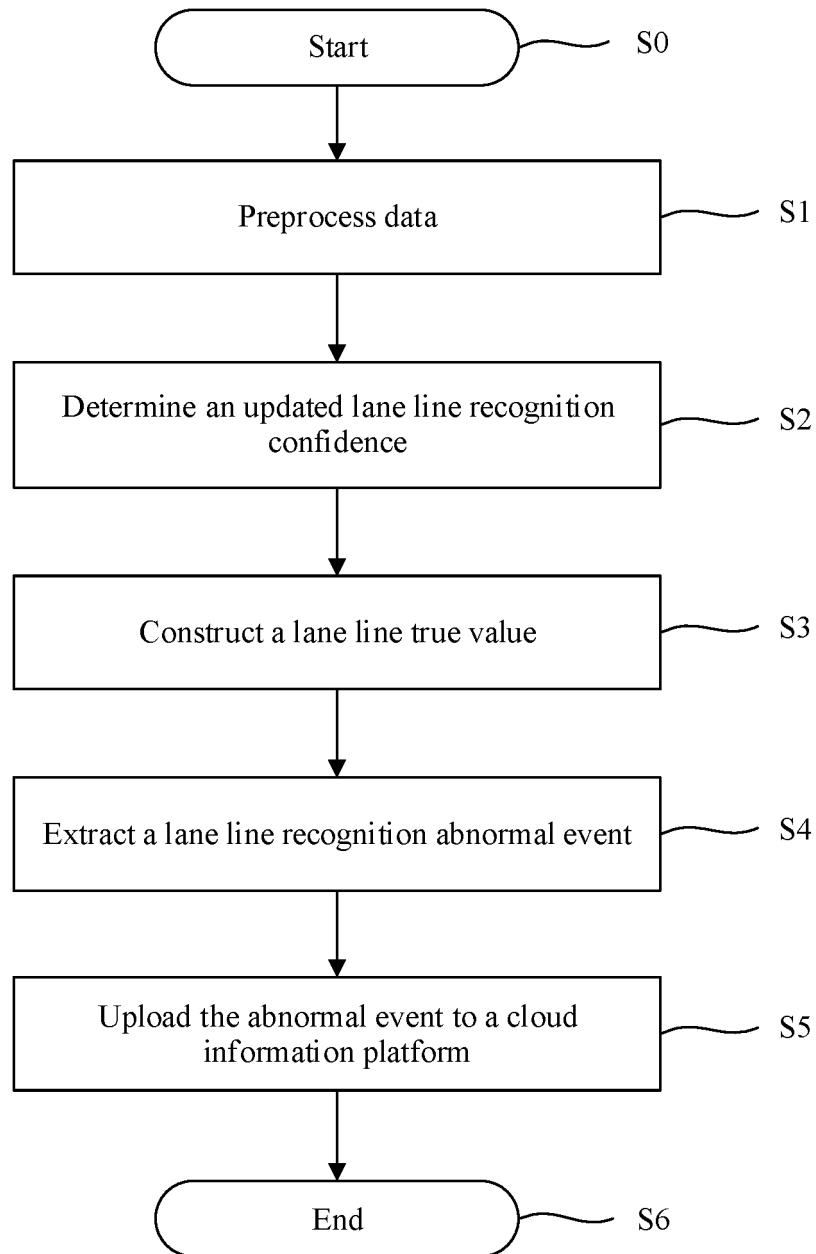 Start
S0
Preprocess data
S1
Determine an updated lane line recognition
confidence
S2
Construct a lane line true value
S3
Extract a lane line recognition abnormal event
S4
Upload the abnormal event to a cloud
information platform
S5
End
S6